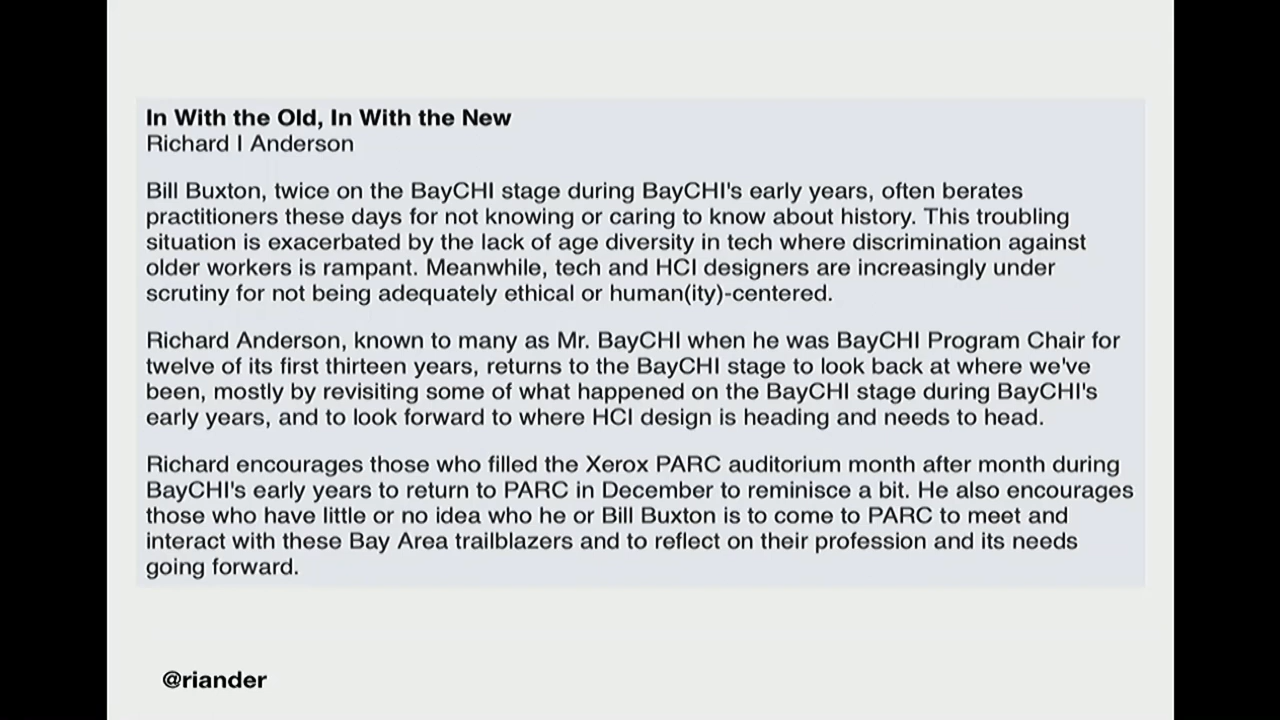 In With the Old, In With the New
Richard I Anderson
Bill Buxton, twice on the BayCHI stage during BayCHI's early years, often berates
practitioners these days for not knowing or caring to know about history. This troubling
situation is exacerbated by the lack of age diversity in tech where discrimination against
older workers is rampant. Meanwhile, tech and HCI designers are increasingly under
scrutiny for not being adequately ethical or human(ity)-centered.
Richard Anderson, known to many as Mr. BayCHI when he was BayCHI Program Chair for
twelve of its first thirteen years, returns to the BayCHI stage to look back at where we've
been, mostly by revisiting some of what happened on the BayCHI stage during BayCHI's
early years, and to look forward to where HCI design is heading and needs to head.
Richard encourages those who filled the Xerox PARC auditorium month after month during
BayCHI's early years to return to PARC in December to reminisce a bit. He also encourages
those who have little or no idea who he or Bill Buxton is to come to PARC to meet and
interact with these Bay Area trailblazers and to reflect on their profession and its needs
going forward.
@riander